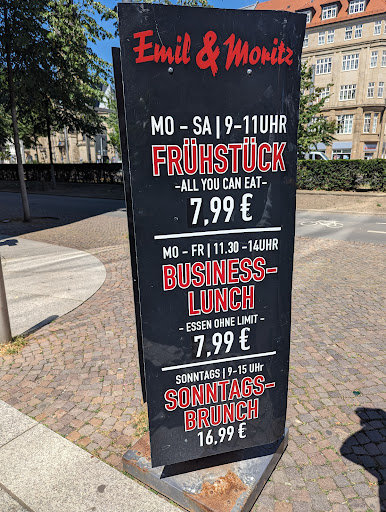 Emil & Moritz
MO - SA | 9-11UHR
FRÜHSTÜCK
-ALL YOU CAN EAT-
7,99 €
MO - FR | 11.30 -14UHR
BUSINESS-
LUNCH
- ESSEN OHNE LIMIT -
7,99 €
SONNTAGS | 9-15 Uhr
SONNTAGS-
BRUNCH
16,99 €